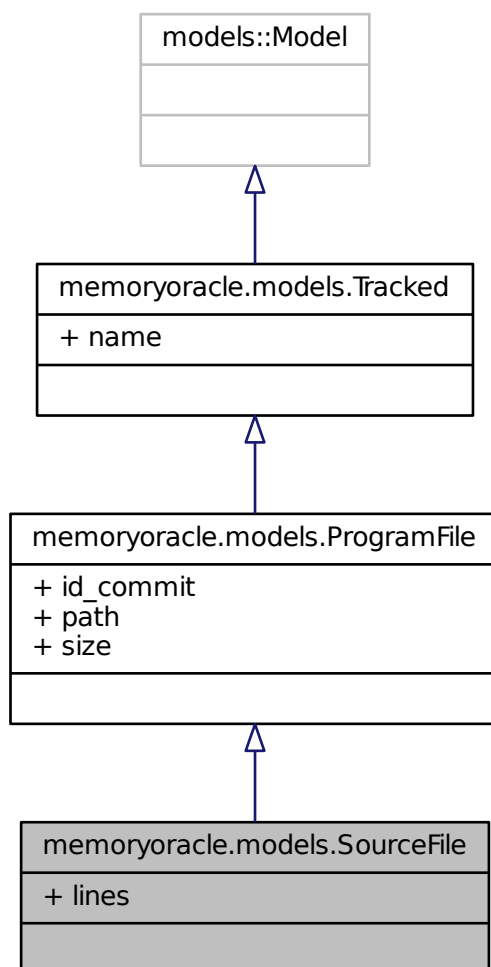 models::Model
memoryoracle.models.Tracked
+ name
memoryoracle.models.ProgramFile
+ id_commit
+ path
+ size
memoryoracle.models.SourceFile
+ lines